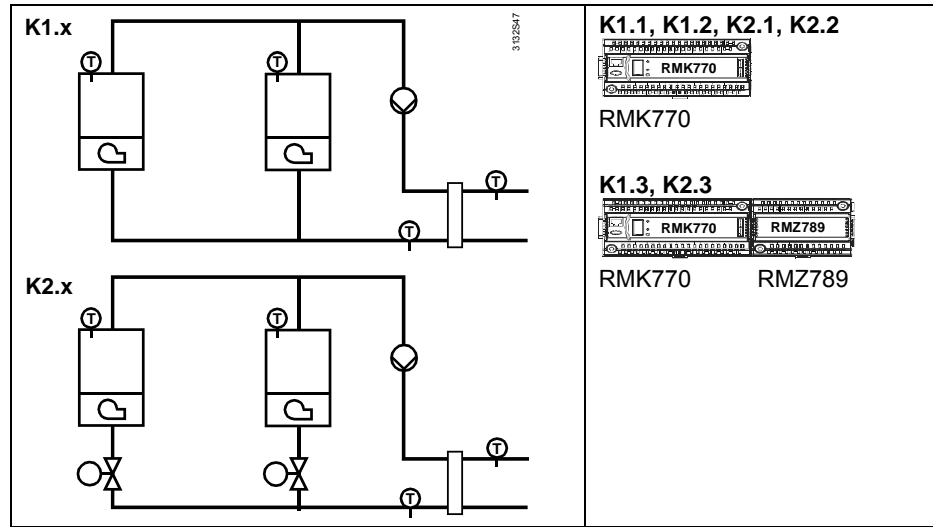 K1.x
3132S47
T
T
T
T
K2.x
T
T
T
T
K1.1, K1.2, K2.1, K2.2
RMK770
RMK770
K1.3, K2.3
RMK770 RMZ789
RMK770 RMZ789